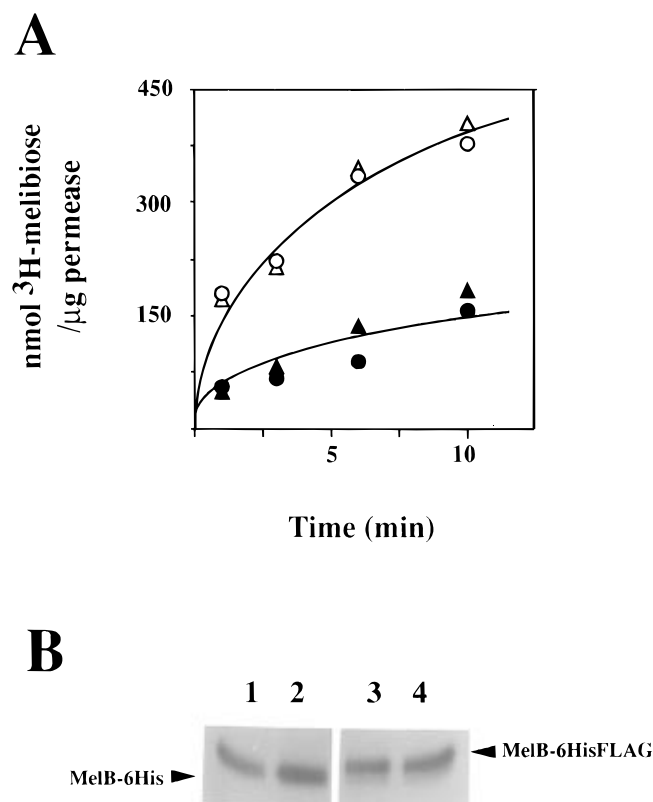 A
450
300
150
nmol ³H-melibiose
/μg permease
5 10
Time (min)
B
1 2 3 4
MelB-6HisFLAG
MelB-6His